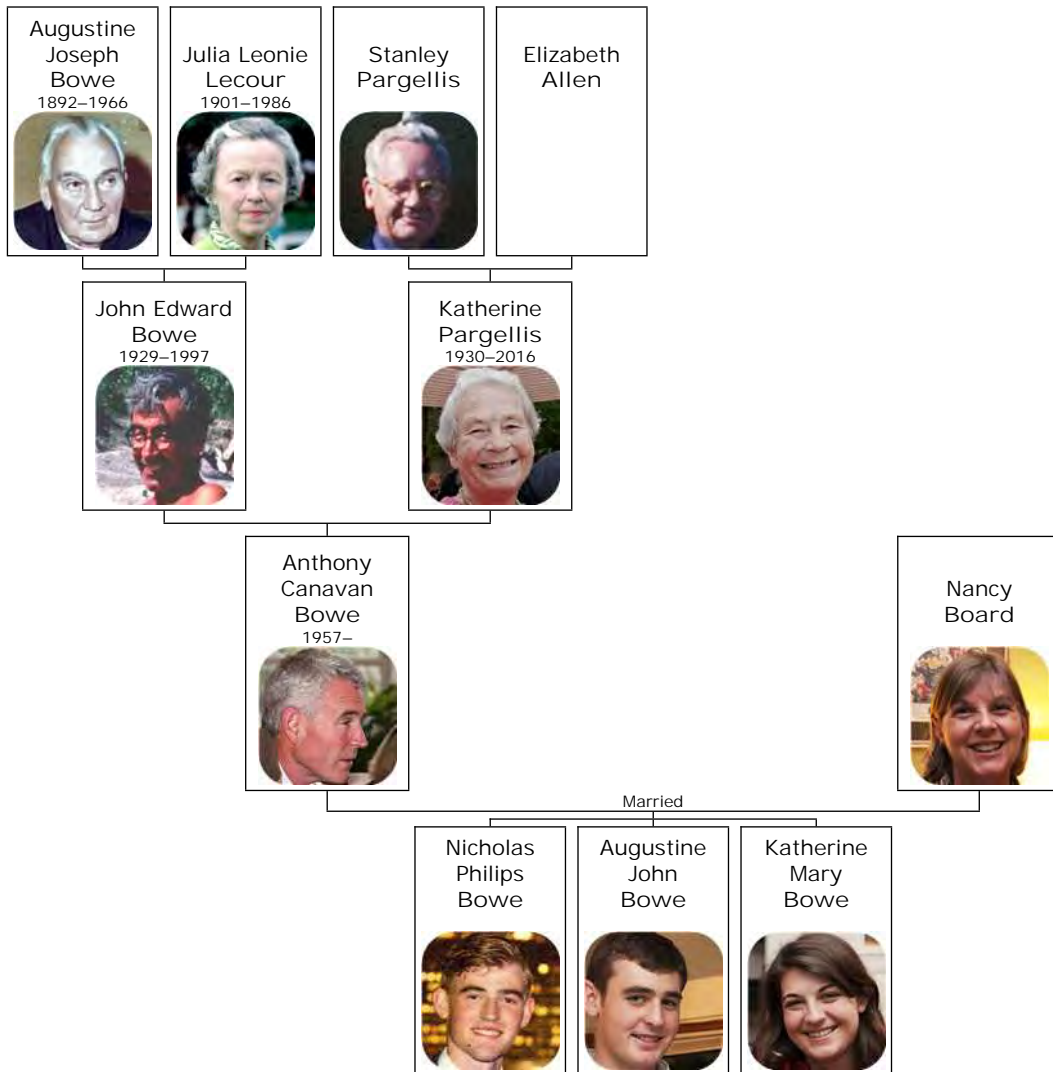 Augustine
Joseph
Bowe
1892–1966
Julia Leonie
Lecour
1901–1986
Stanley
Pargellis
Elizabeth
Allen
John Edward
Bowe
1929–1997
Katherine
Pargellis
1930–2016
Anthony
Canavan
Bowe
1957–
Nancy
Board
Married
Nicholas
Philips
Bowe
Augustine
John
Bowe
Katherine
Mary
Bowe